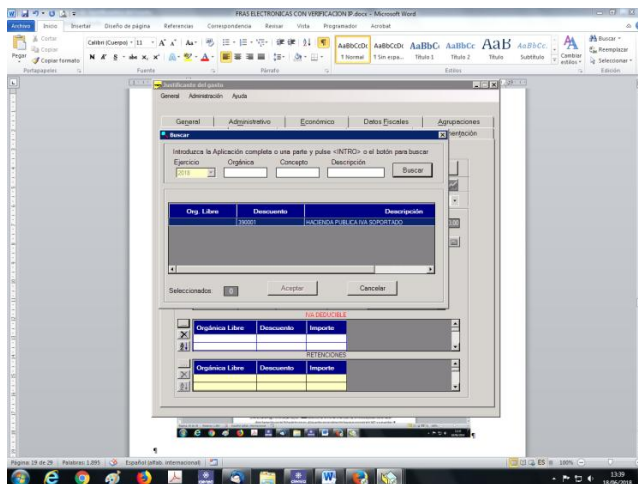 FRAS ELECTRONICAS CON VERIFICACION IP.docx - Microsoft Word
Archivo Inicio Insertar Diseño de página Referencias Correspondencia Revisar Vista Programador Acrobat
Cortar
Copiar
Pegar
Copiar formato
Calibri (Cuerpo) 11
AaBbCcDc AaBbCcDc AaBbC AaBbCc AaB AaBbCc.
¶ Normal ¶ Sin espa... Título 1 Título 2 Título Subtítulo
Cambiar estilos
Buscar
Reemplazar
Seleccionar
Portapapeles Fuente Párrafo Estilos Edición
Justificante del gasto
General Administración Ayuda
General Administrativo Económico Datos Fiscales Agrupaciones
Buscar
Introduzca la Aplicación completa o una parte y pulse <INTRO> o el botón para buscar
Ejercicio Orgánica Concepto Descripción
2018
Buscar
Org. Libre Descuento Descripción
390001 HACIENDA PUBLICA IVA SOPORTADO
Seleccionados: 0 Aceptar Cancelar
IVA DEDUCIBLE
Orgánica Libre Descuento Importe
RETENCIONES
Orgánica Libre Descuento Importe
Página: 19 de 29 Palabras: 1.895 Español (alfab. internacional) 100%
ES
13:39
18/06/2018